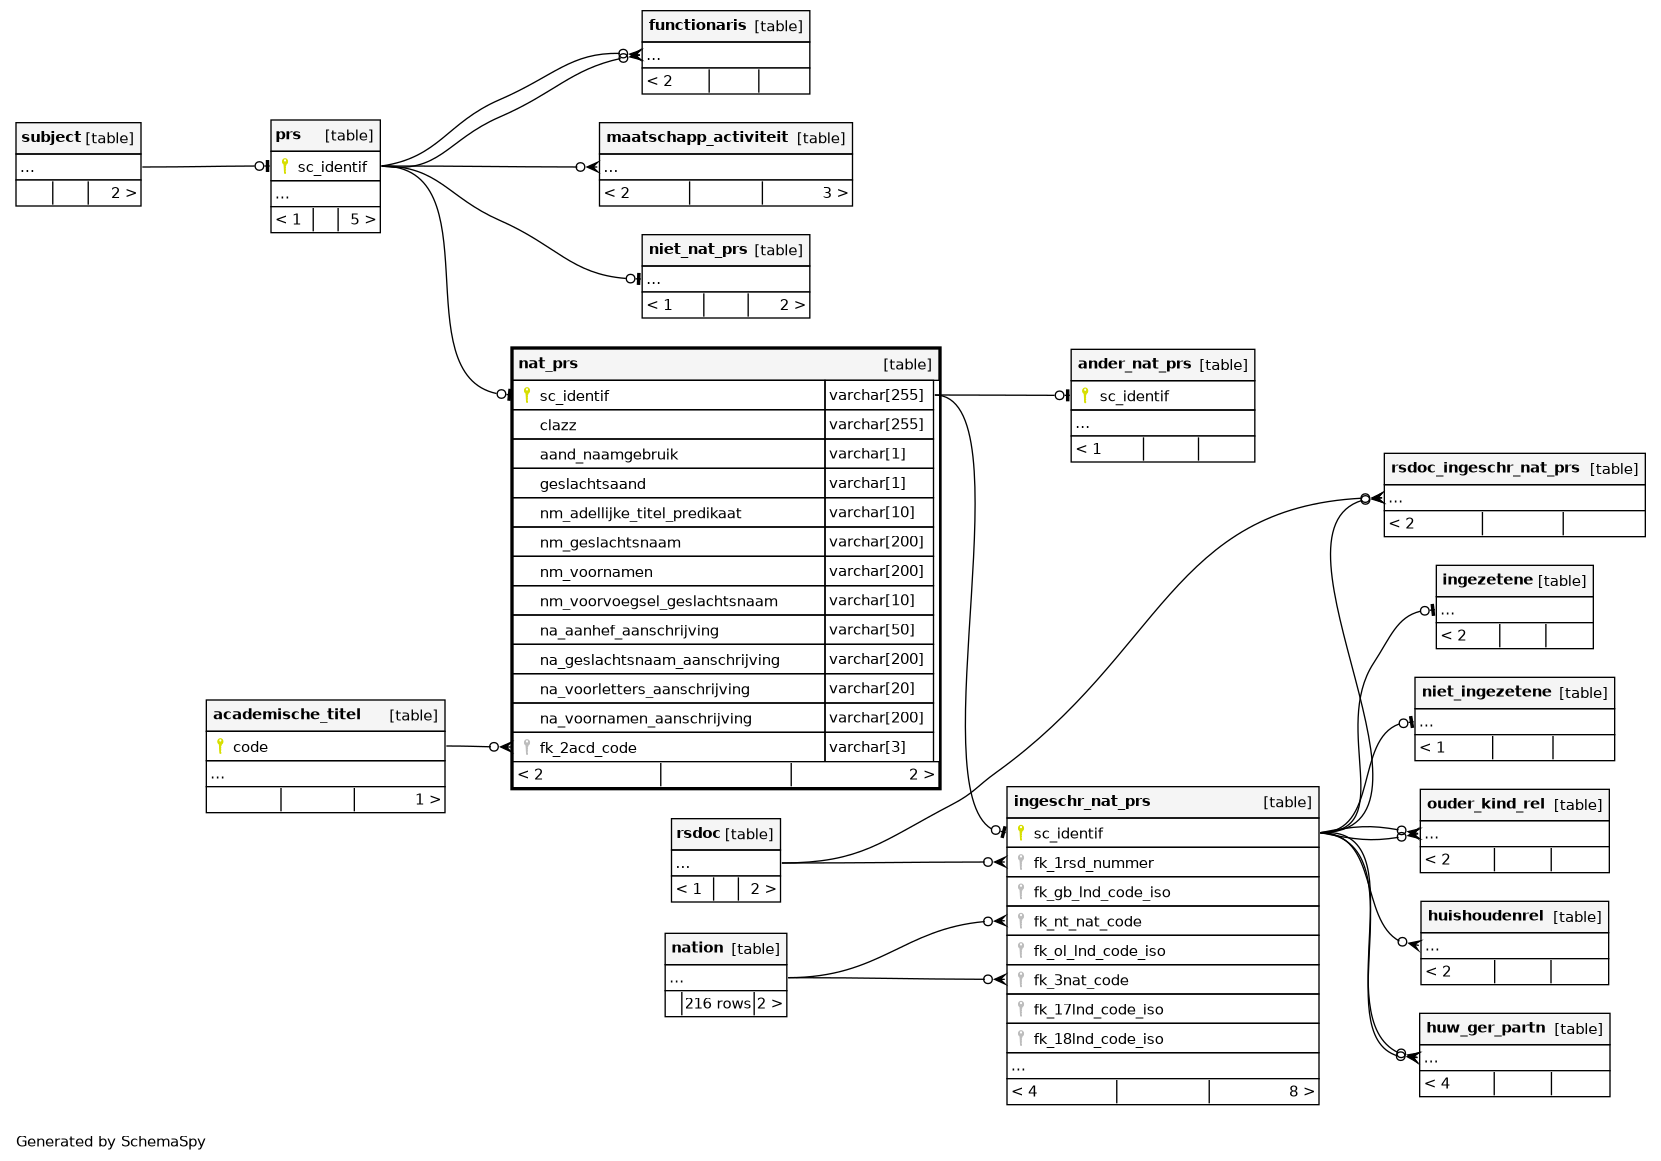 functionaris [table]
...
< 2
subject [table]
...
2 >
prs [table]
sc_identif
...
< 1 5 >
maatschapp_activiteit [table]
...
< 2 3 >
niet_nat_prs [table]
...
< 1 2 >
nat_prs [table]
sc_identif varchar[255]
clazz varchar[255]
aand_naamgebruik varchar[1]
geslachtsaand varchar[1]
nm_adellijke_titel_predikaat varchar[10]
nm_geslachtsnaam varchar[200]
nm_voornamen varchar[200]
nm_voorvoegsel_geslachtsnaam varchar[10]
na_aanhef_aanschrijving varchar[50]
na_geslachtsnaam_aanschrijving varchar[200]
na_voorletters_aanschrijving varchar[20]
na_voornamen_aanschrijving varchar[200]
fk_2acd_code varchar[3]
< 2 2 >
ander_nat_prs [table]
sc_identif
...
< 1
rsdoc_ingeschr_nat_prs [table]
...
< 2
ingezetene [table]
...
< 2
niet_ingezetene [table]
...
< 1
academische_titel [table]
code
...
1 >
rsdoc [table]
...
< 1 2 >
nation [table]
...
216 rows 2 >
ingeschr_nat_prs [table]
sc_identif
fk_1rsd_nummer
fk_gb_lnd_code_iso
fk_nt_nat_code
fk_ol_lnd_code_iso
fk_3nat_code
fk_17lnd_code_iso
fk_18lnd_code_iso
...
< 4 8 >
ouder_kind_rel [table]
...
< 2
huishoudenrel [table]
...
< 2
huw_ger_partn [table]
...
< 4
Generated by SchemaSpy